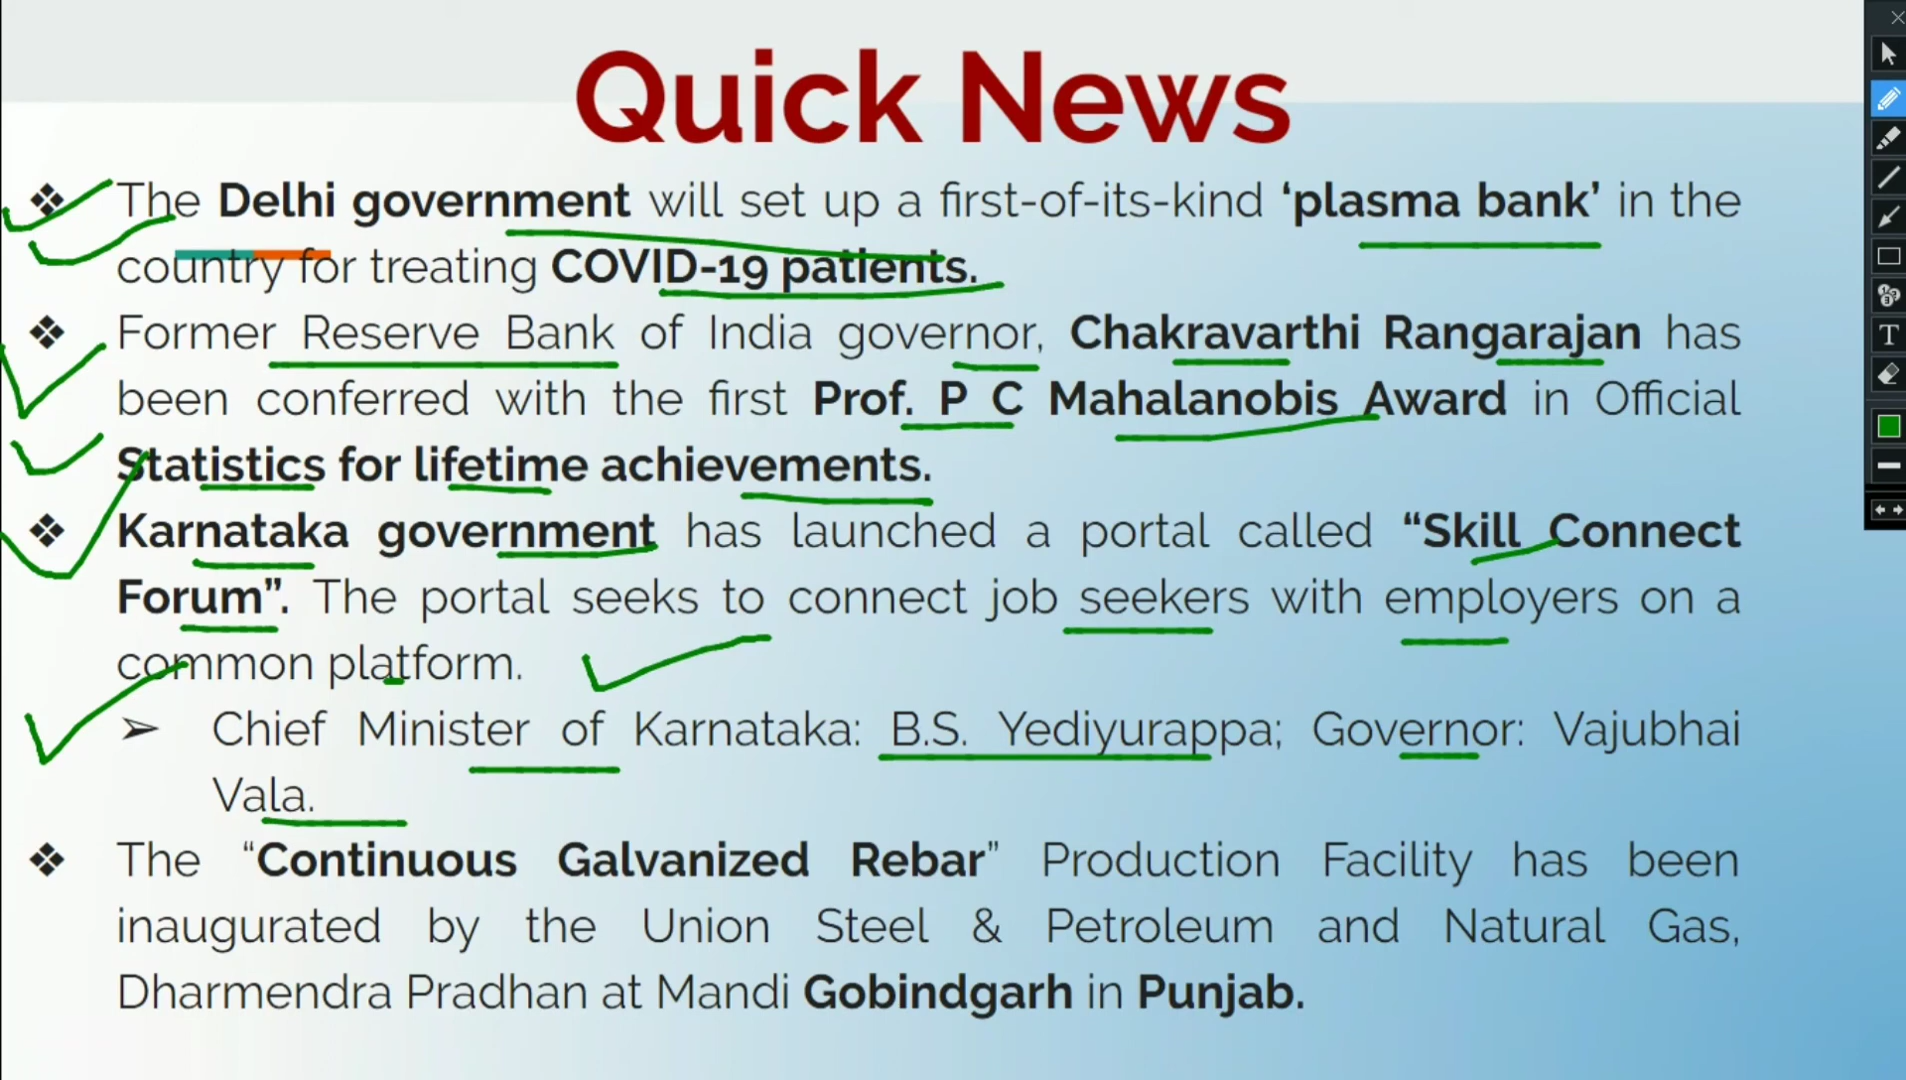 Quick News
❖ The Delhi government will set up a first-of-its-kind ‘plasma bank’ in the
country for treating COVID-19 patients.
❖ Former Reserve Bank of India governor, Chakravarthi Rangarajan has
been conferred with the first Prof. P C Mahalanobis Award in Official
Statistics for lifetime achievements.
❖ Karnataka government has launched a portal called “Skill Connect
Forum”. The portal seeks to connect job seekers with employers on a
common platform.
➢ Chief Minister of Karnataka: B.S. Yediyurappa; Governor: Vajubhai
Vala.
❖ The “Continuous Galvanized Rebar” Production Facility has been
inaugurated by the Union Steel & Petroleum and Natural Gas,
Dharmendra Pradhan at Mandi Gobindgarh in Punjab.